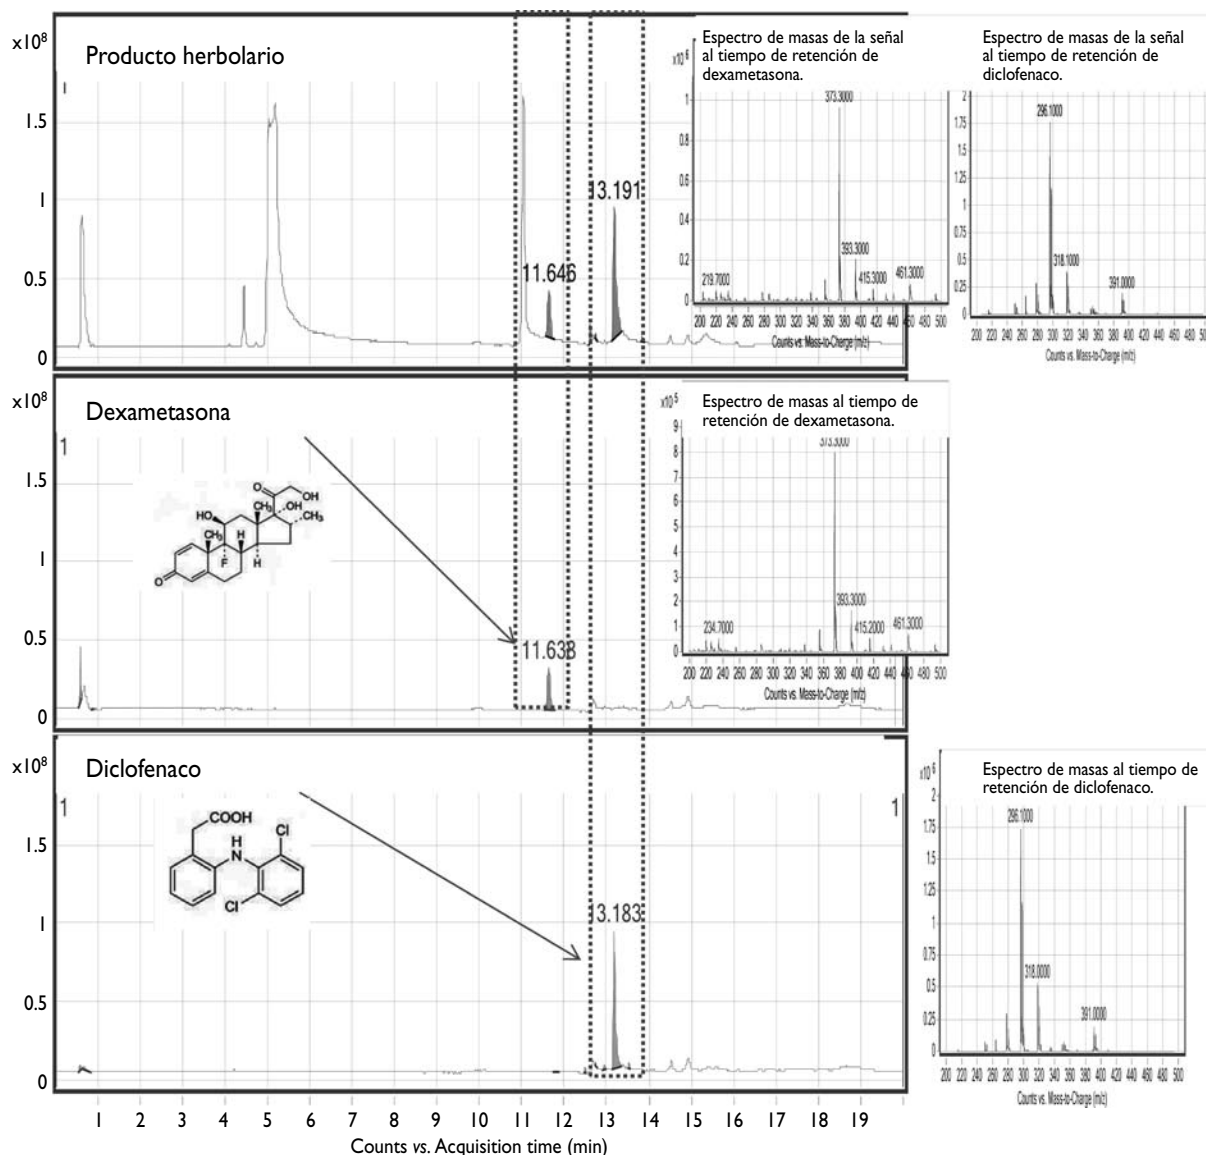 x10⁸
Producto herbolario
1.5
1
0.5
0
11.646
13.191
Espectro de masas de la señal
al tiempo de retención de
dexametasona.
x10⁶
373.3000
1
0.8
0.6
0.4
0.2
0
219.7000
393.3000
415.3000
461.3000
200 220 240 260 280 300 320 340 360 380 400 420 440 460 480 500
Counts vs. Mass-to-Charge (m/z)
Espectro de masas de la señal
al tiempo de retención de
diclofenaco.
2
1.75
1.5
1.25
1
0.75
0.5
0.25
0
296.1000
318.1000
391.0000
200 220 240 260 280 300 320 340 360 380 400 420 440 460 480 500
Counts vs. Mass-to-Charge (m/z)
x10⁸
Dexametasona
1
1.5
1
0.5
0
O
OH
HO
CH₃
OH
CH₃
CH₃
H
F
H
O
11.638
x10⁵
Espectro de masas al tiempo de
retención de dexametasona.
373.3000
9
8
7
6
5
4
3
2
1
0
234.7000
393.3000
415.2000
461.3000
200 220 240 260 280 300 320 340 360 380 400 420 440 460 480 500
Counts vs. Mass-to-Charge (m/z)
x10⁸
Diclofenaco
1
1
1.5
1
0.5
0
COOH
H
N
Cl
Cl
13.183
x10⁶
Espectro de masas al tiempo de
retención de diclofenaco.
2
1.75
1.5
1.25
1
0.75
0.5
0.25
0
296.1000
318.0000
391.0000
200 220 240 260 280 300 320 340 360 380 400 420 440 460 480 500
Counts vs. Mass-to-Charge (m/z)
1 2 3 4 5 6 7 8 9 10 11 12 13 14 15 16 17 18 19
Counts vs. Acquisition time (min)